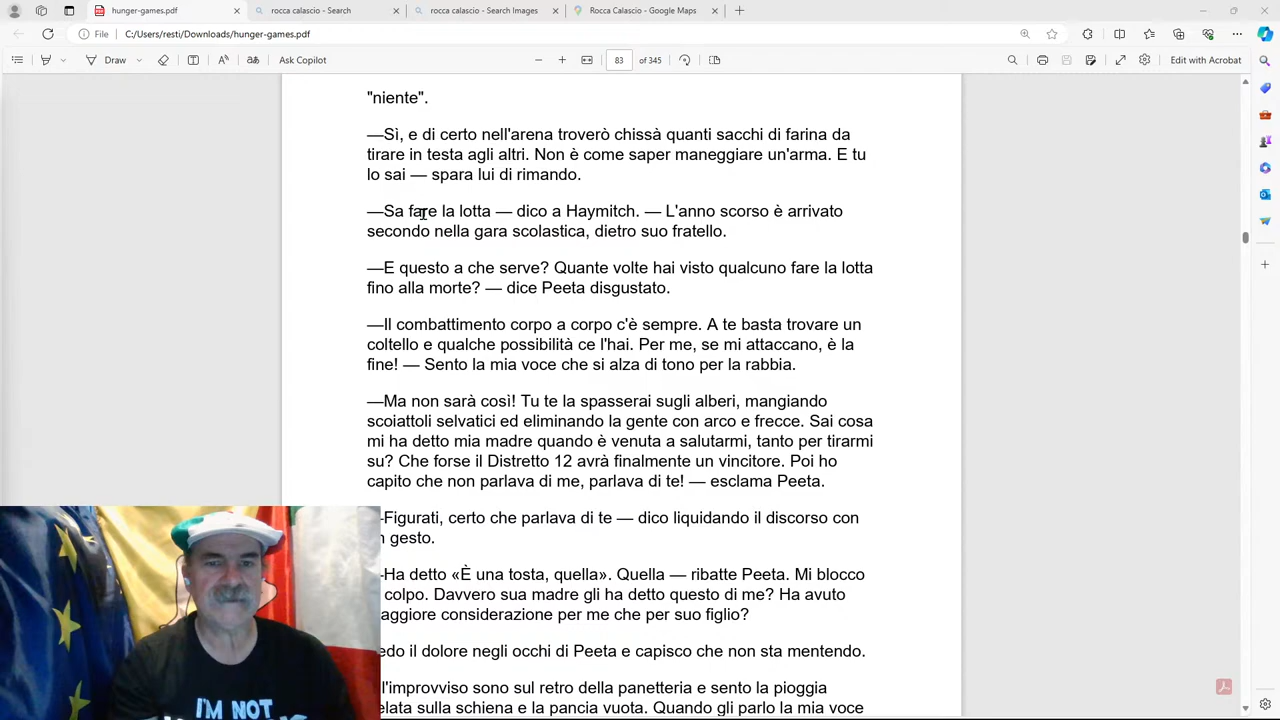 hunger-games.pdf
rocca calascio - Search
rocca calascio - Search Images
Rocca Calascio - Google Maps
File
C:/Users/resti/Downloads/hunger-games.pdf
Draw
Ask Copilot
83 of 345
Edit with Acrobat
"niente".
—Sì, e di certo nell'arena troverò chissà quanti sacchi di farina da
tirare in testa agli altri. Non è come saper maneggiare un'arma. E tu
lo sai — spara lui di rimando.
—Sa fare la lotta — dico a Haymitch. — L'anno scorso è arrivato
secondo nella gara scolastica, dietro suo fratello.
—E questo a che serve? Quante volte hai visto qualcuno fare la lotta
fino alla morte? — dice Peeta disgustato.
—Il combattimento corpo a corpo c'è sempre. A te basta trovare un
coltello e qualche possibilità ce l'hai. Per me, se mi attaccano, è la
fine! — Sento la mia voce che si alza di tono per la rabbia.
—Ma non sarà così! Tu te la spasserai sugli alberi, mangiando
scoiattoli selvatici ed eliminando la gente con arco e frecce. Sai cosa
mi ha detto mia madre quando è venuta a salutarmi, tanto per tirarmi
su? Che forse il Distretto 12 avrà finalmente un vincitore. Poi ho
capito che non parlava di me, parlava di te! — esclama Peeta.
Figurati, certo che parlava di te — dico liquidando il discorso con
gesto.
Ha detto «È una tosta, quella». Quella — ribatte Peeta. Mi blocco
colpo. Davvero sua madre gli ha detto questo di me? Ha avuto
aggiore considerazione per me che per suo figlio?
edo il dolore negli occhi di Peeta e capisco che non sta mentendo.
l'improvviso sono sul retro della panetteria e sento la pioggia
elata sulla schiena e la pancia vuota. Quando gli parlo la mia voce
I'M NOT